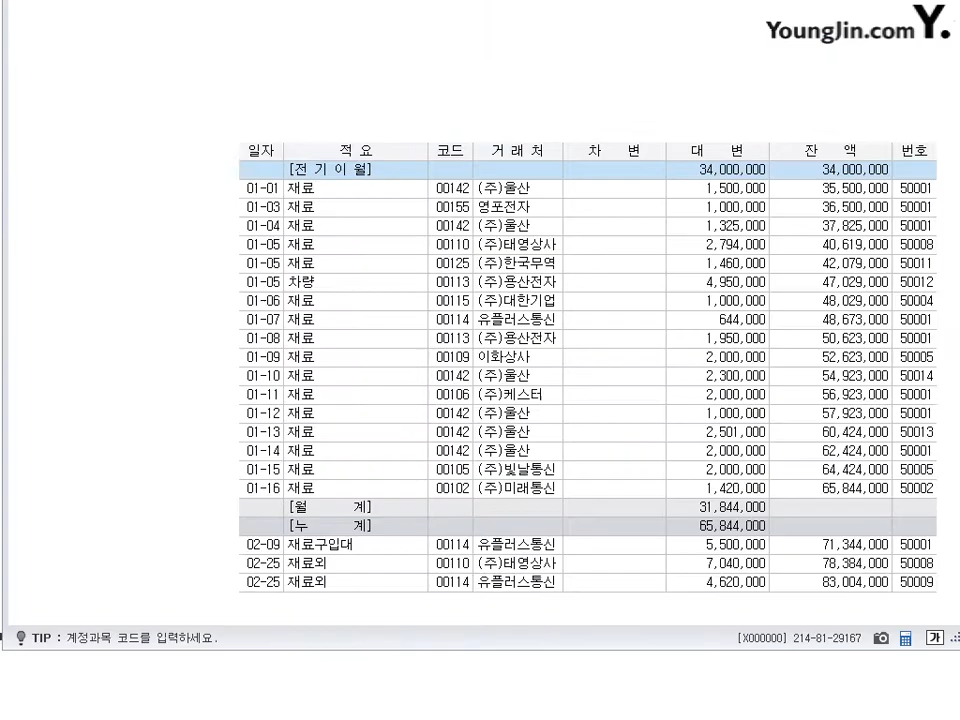 YoungJin.com Y.
일자 적 요 코드 거 래 처 차 변 대 변 잔 액 번호
[전 기 이 월] 34,000,000 34,000,000
01-01 재료 00142 (주)울산 1,500,000 35,500,000 50001
01-03 재료 00155 영포전자 1,000,000 36,500,000 50001
01-04 재료 00142 (주)울산 1,325,000 37,825,000 50001
01-05 재료 00110 (주)태영상사 2,794,000 40,619,000 50008
01-05 재료 00125 (주)한국무역 1,460,000 42,079,000 50011
01-05 차량 00113 (주)용산전자 4,950,000 47,029,000 50012
01-06 재료 00115 (주)대한기업 1,000,000 48,029,000 50004
01-07 재료 00114 유플러스통신 644,000 48,673,000 50001
01-08 재료 00113 (주)용산전자 1,950,000 50,623,000 50001
01-09 재료 00109 이화상사 2,000,000 52,623,000 50005
01-10 재료 00142 (주)울산 2,300,000 54,923,000 50014
01-11 재료 00106 (주)케스터 2,000,000 56,923,000 50001
01-12 재료 00142 (주)울산 1,000,000 57,923,000 50001
01-13 재료 00142 (주)울산 2,501,000 60,424,000 50013
01-14 재료 00142 (주)울산 2,000,000 62,424,000 50001
01-15 재료 00105 (주)빛날통신 2,000,000 64,424,000 50005
01-16 재료 00102 (주)미래통신 1,420,000 65,844,000 50002
[월 계] 31,844,000
[누 계] 65,844,000
02-09 재료구입대 00114 유플러스통신 5,500,000 71,344,000 50001
02-25 재료외 00110 (주)태영상사 7,040,000 78,384,000 50008
02-25 재료외 00114 유플러스통신 4,620,000 83,004,000 50009
TIP : 계정과목 코드를 입력하세요. [X000000] 214-81-29167 가